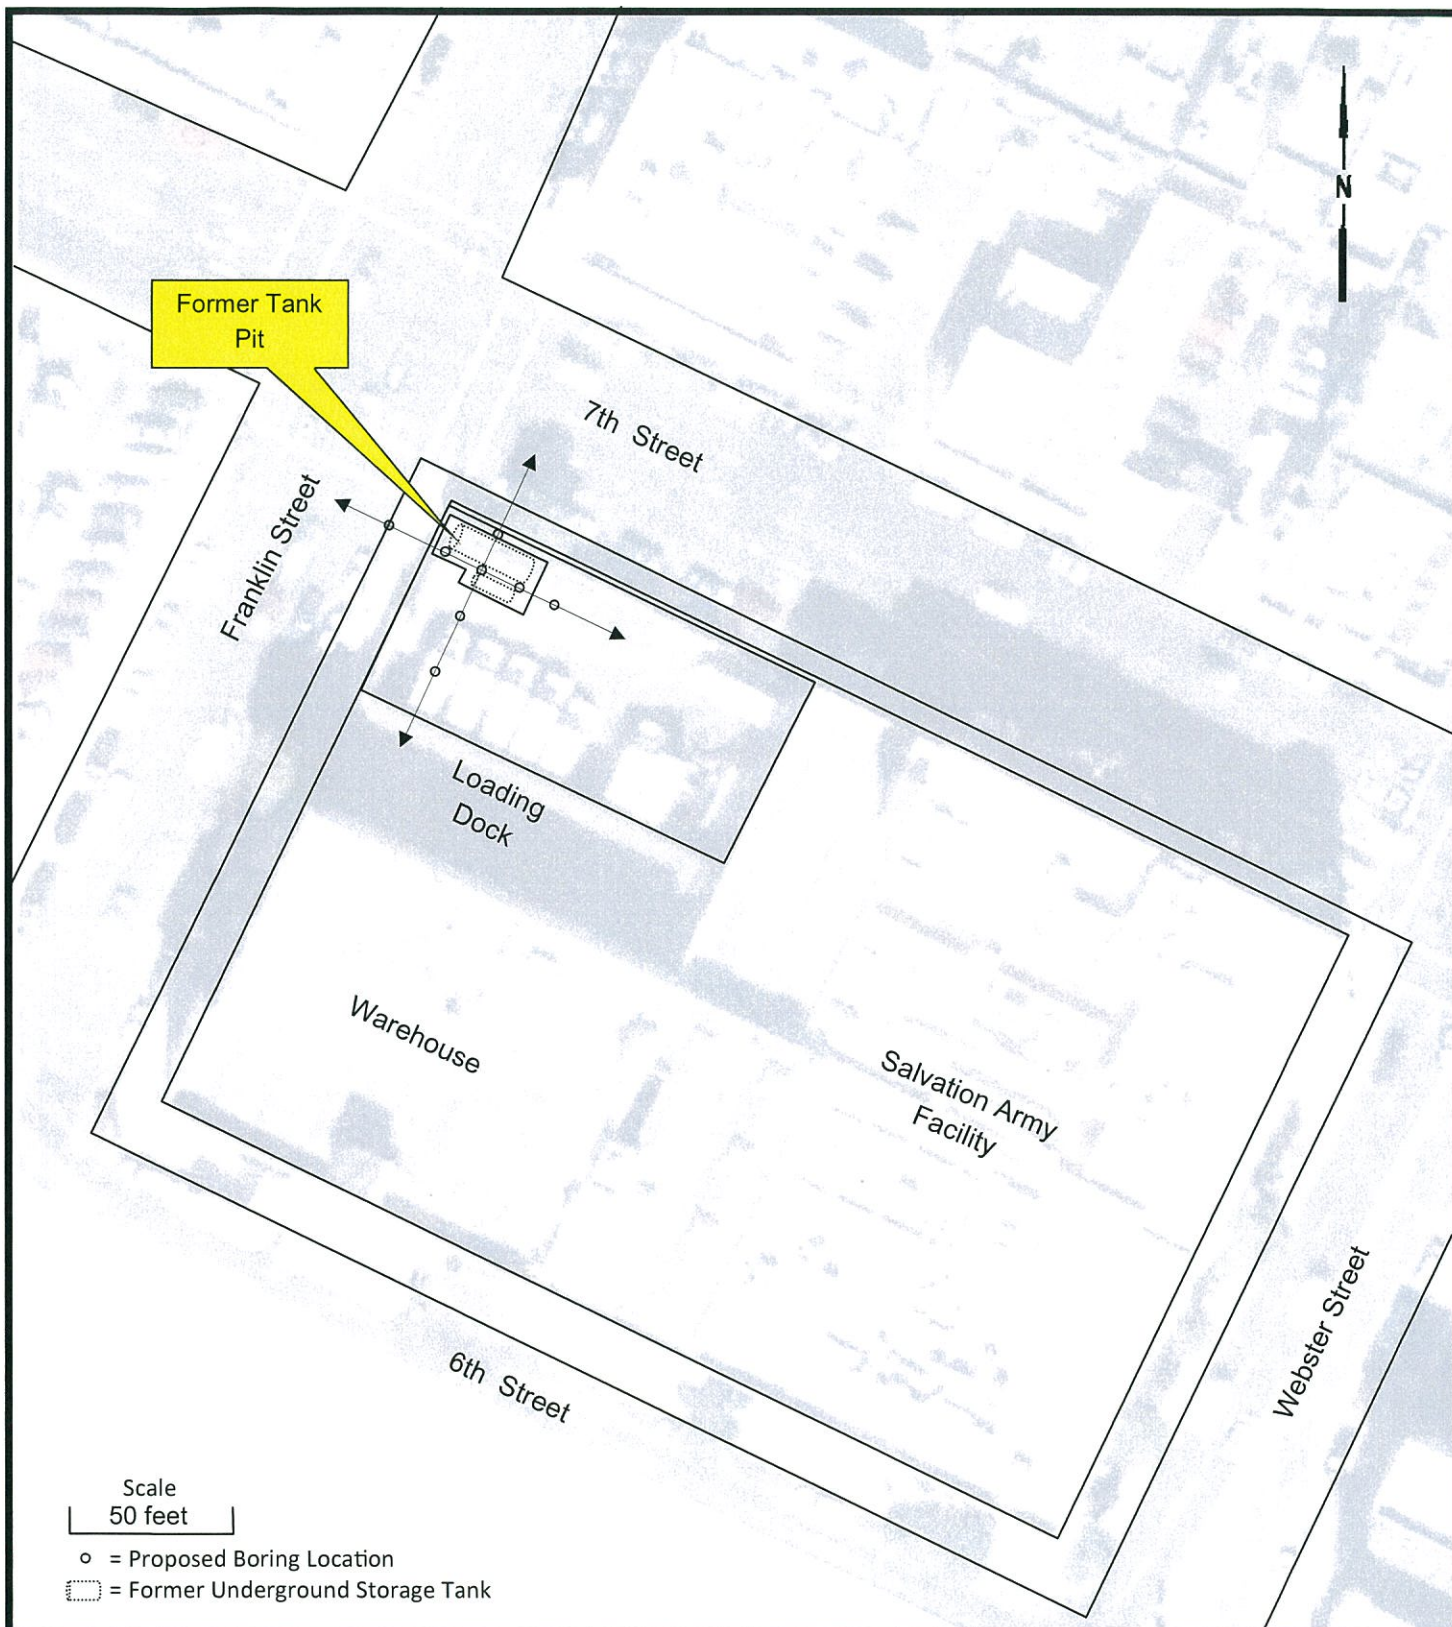 N
Former Tank
Pit
7th Street
Franklin Street
Loading
Dock
Warehouse
Salvation Army
Facility
Webster Street
6th Street
Scale
50 feet
= Proposed Boring Location
= Former Underground Storage Tank